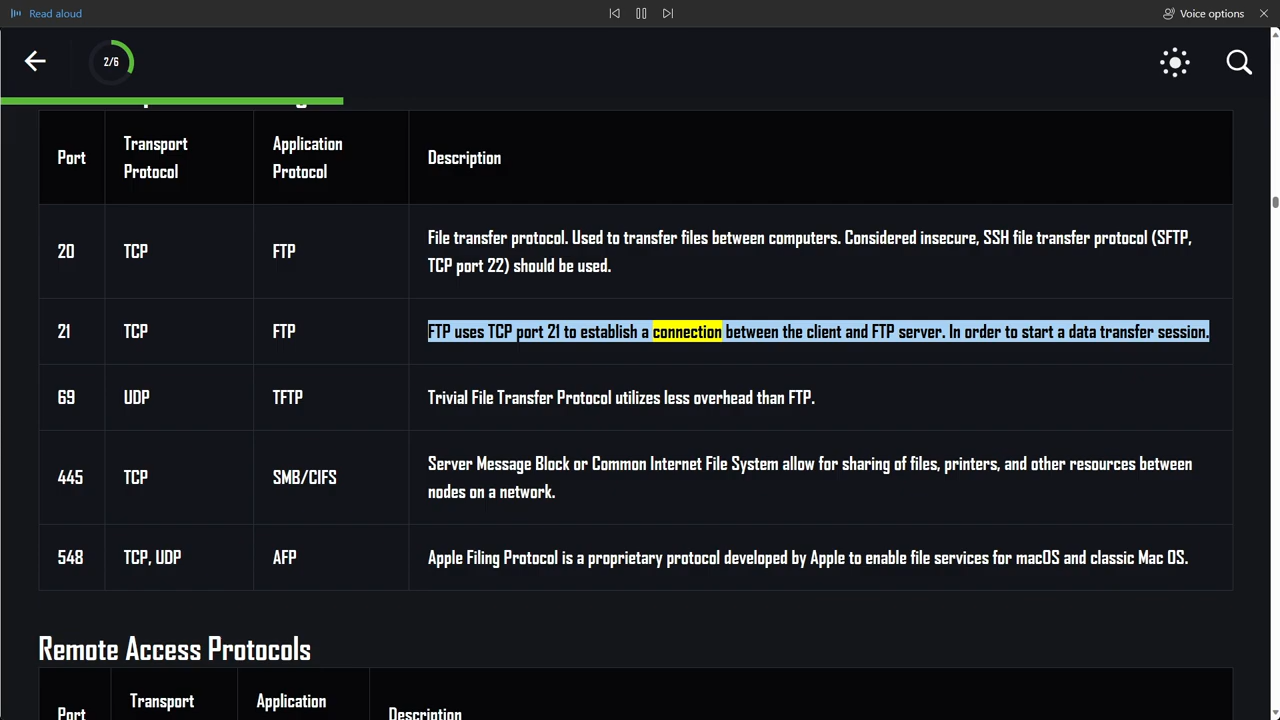 Read aloud
Voice options
2/6
Port
Transport
Protocol
Application
Protocol
Description
20
TCP
FTP
File transfer protocol. Used to transfer files between computers. Considered insecure, SSH file transfer protocol (SFTP,
TCP port 22) should be used.
21
TCP
FTP
FTP uses TCP port 21 to establish a connection between the client and FTP server. In order to start a data transfer session.
69
UDP
TFTP
Trivial File Transfer Protocol utilizes less overhead than FTP.
445
TCP
SMB/CIFS
Server Message Block or Common Internet File System allow for sharing of files, printers, and other resources between
nodes on a network.
548
TCP, UDP
AFP
Apple Filing Protocol is a proprietary protocol developed by Apple to enable file services for macOS and classic Mac OS.
Remote Access Protocols
Port
Transport
Application
Description